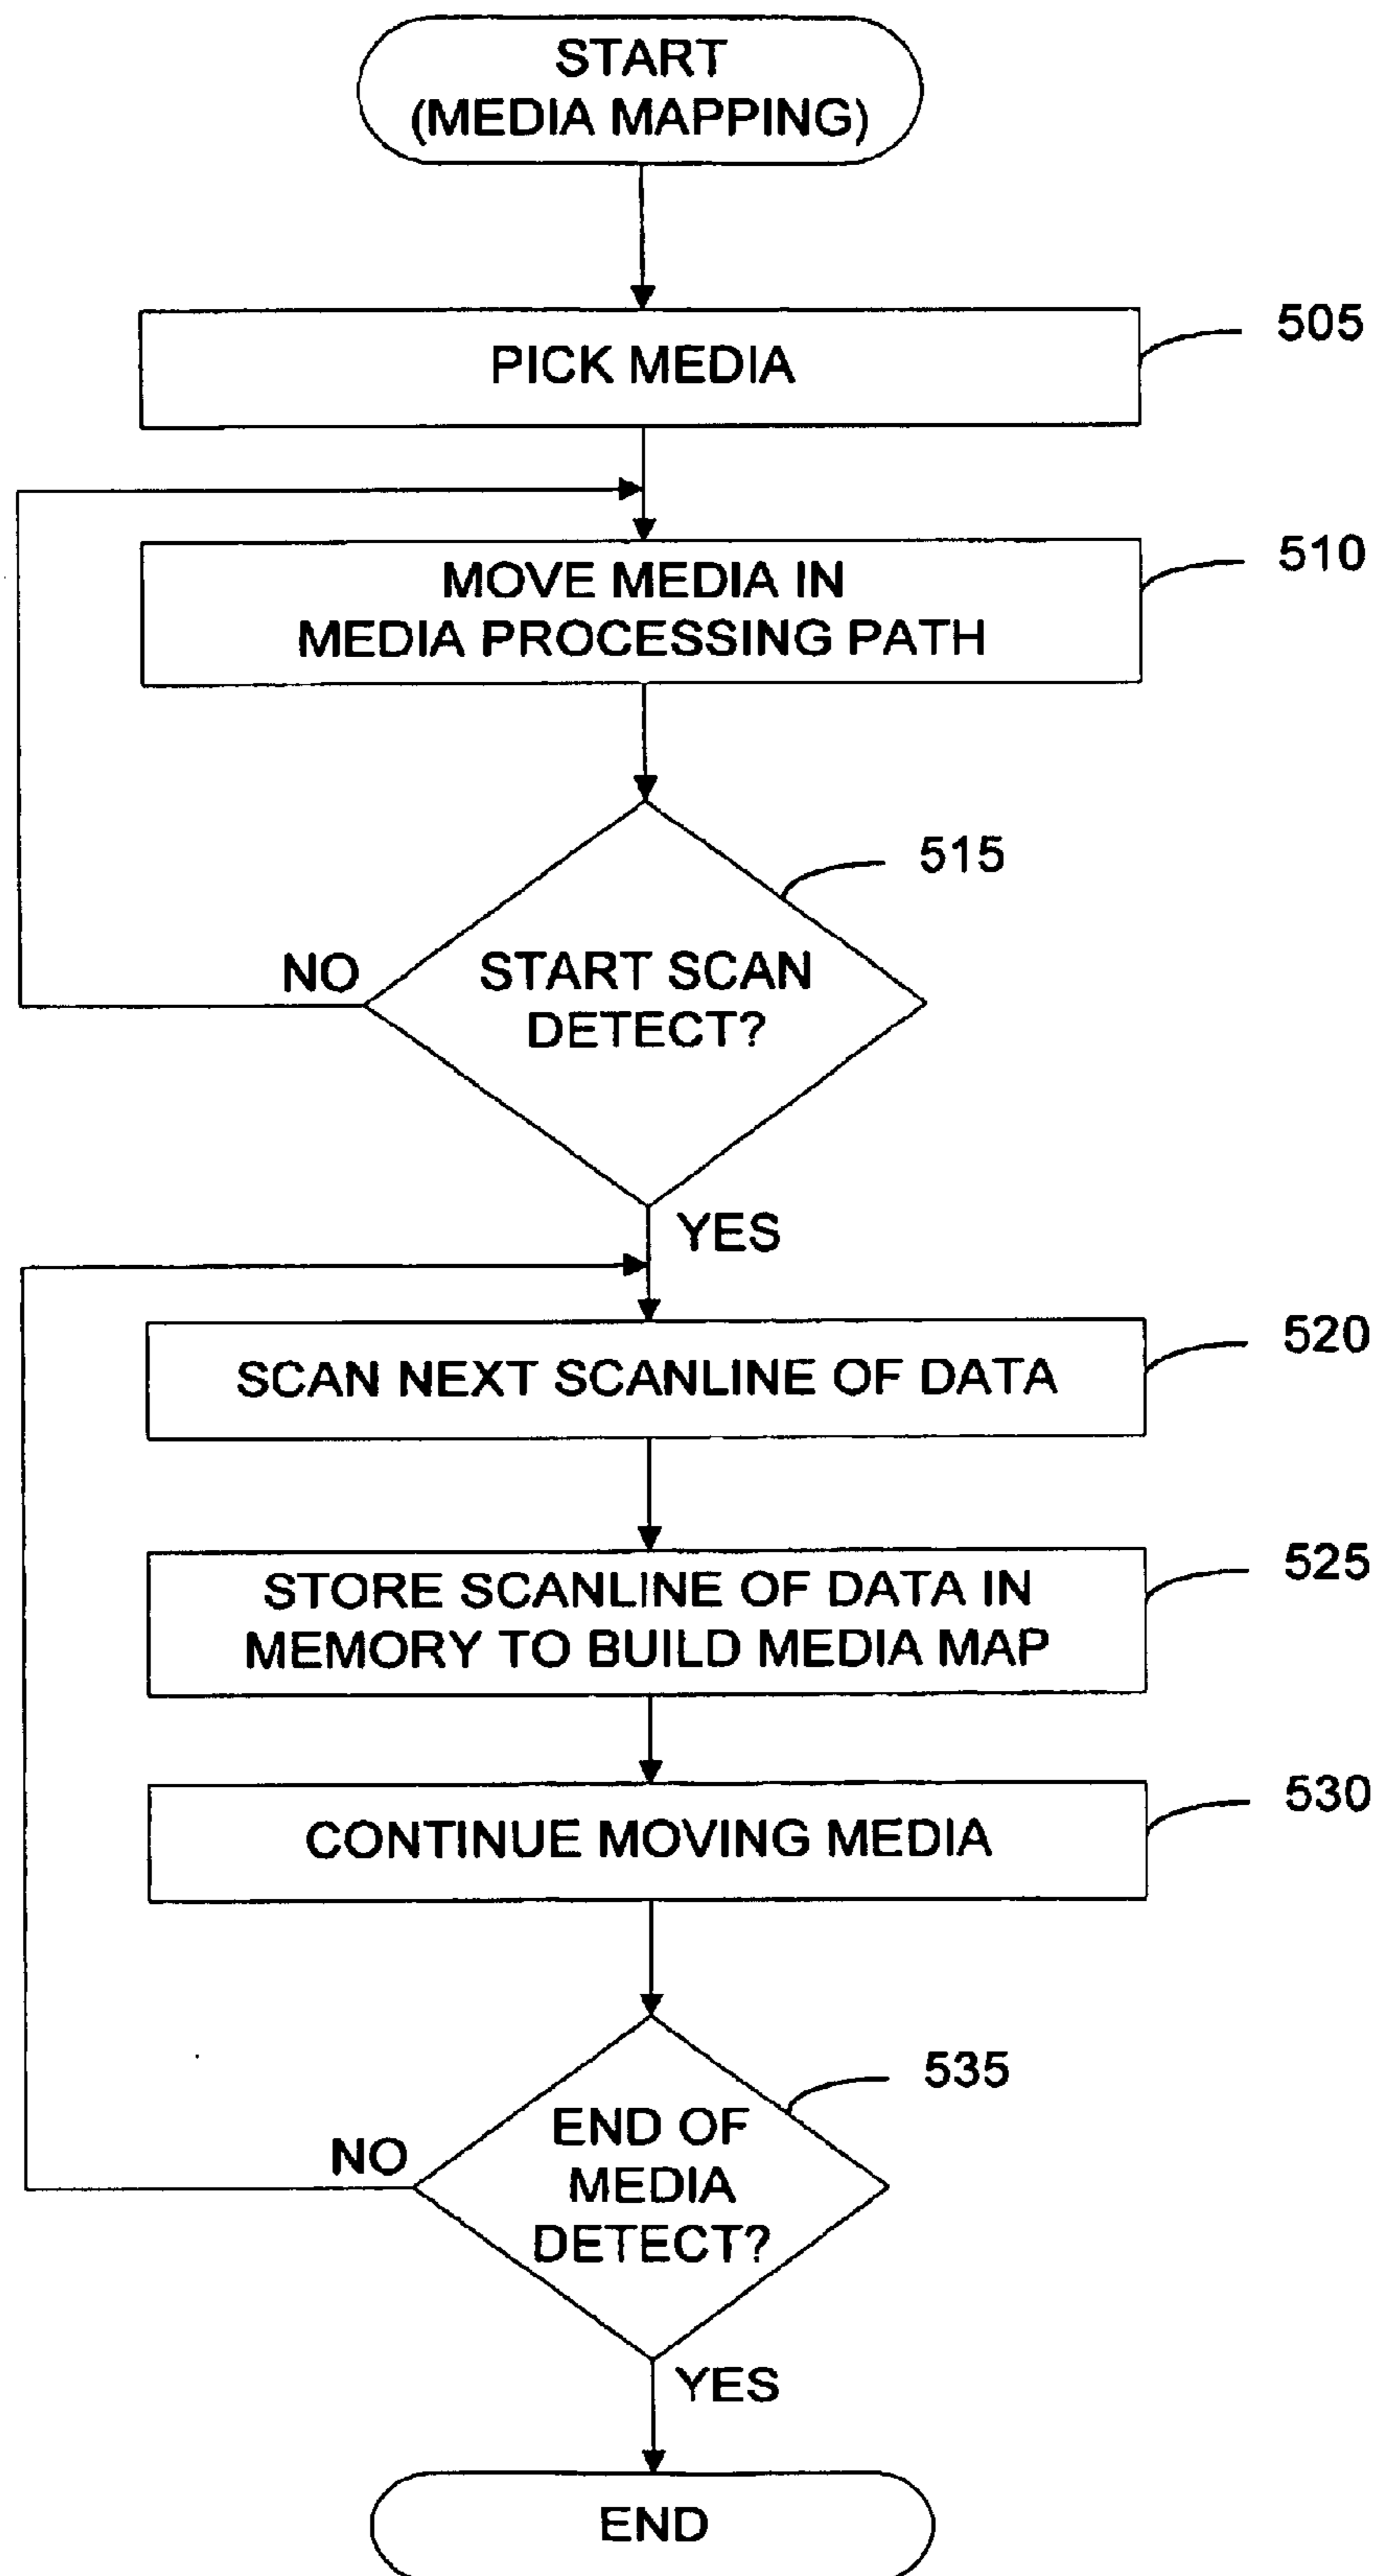 START
(MEDIA MAPPING)
505
PICK MEDIA
510
MOVE MEDIA IN
MEDIA PROCESSING PATH
515
START SCAN
DETECT?
NO
YES
520
SCAN NEXT SCANLINE OF DATA
525
STORE SCANLINE OF DATA IN
MEMORY TO BUILD MEDIA MAP
530
CONTINUE MOVING MEDIA
535
END OF
MEDIA
DETECT?
NO
YES
END